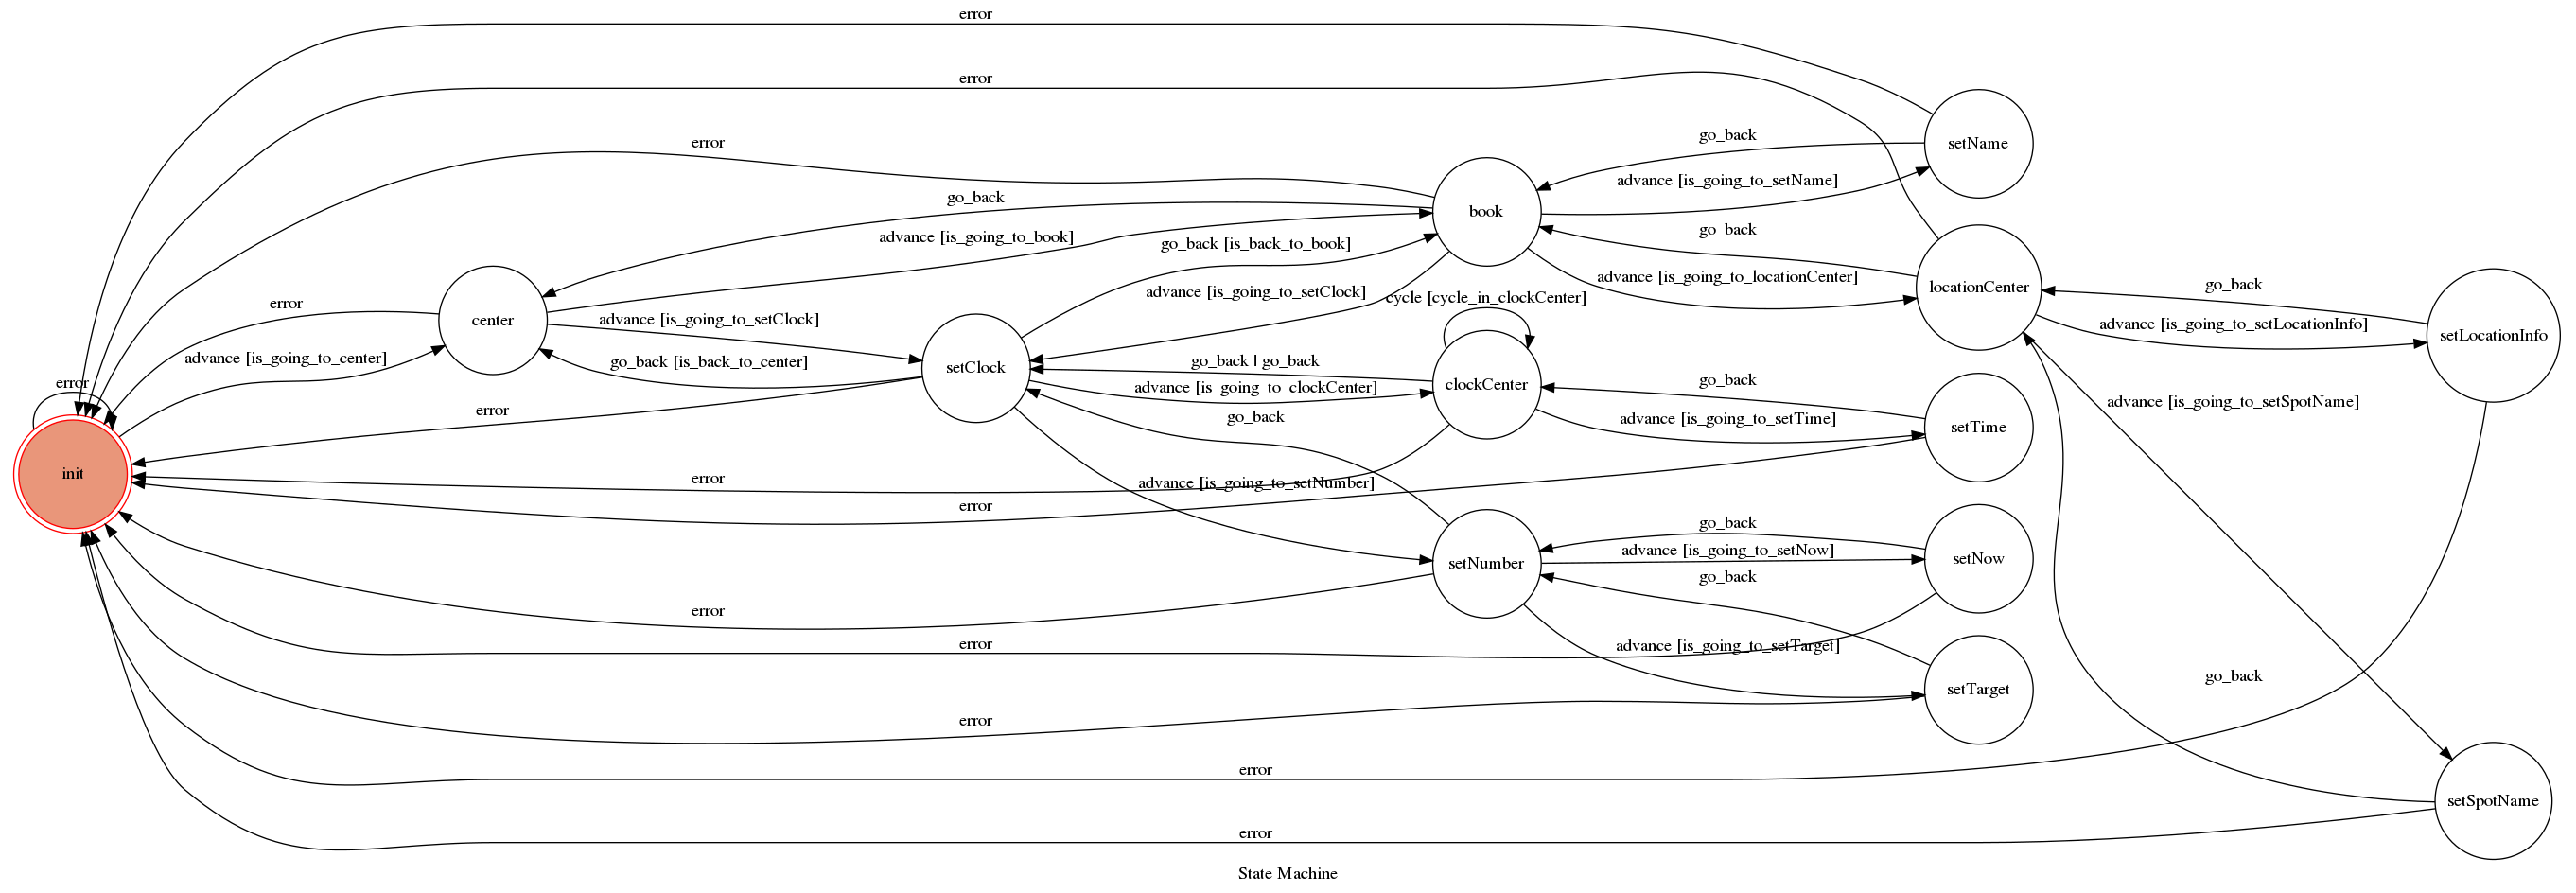 error
error
error
go_back
setName
advance [is_going_to_setName]
go_back
book
advance [is_going_to_book]
go_back [is_back_to_book]
go_back
advance [is_going_to_locationCenter]
locationCenter
go_back
advance [is_going_to_setClock]
cycle [cycle_in_clockCenter]
error
center
advance [is_going_to_setClock]
advance [is_going_to_setLocationInfo]
setLocationInfo
advance [is_going_to_center]
go_back [is_back_to_center]
setClock
go_back | go_back
advance [is_going_to_clockCenter]
clockCenter
go_back
error
error
go_back
advance [is_going_to_setTime]
setTime
advance [is_going_to_setSpotName]
init
error
advance [is_going_to_setNumber]
error
go_back
advance [is_going_to_setNow]
setNumber
setNow
go_back
error
error
advance [is_going_to_setTarget]
go_back
setTarget
error
error
setSpotName
error
State Machine